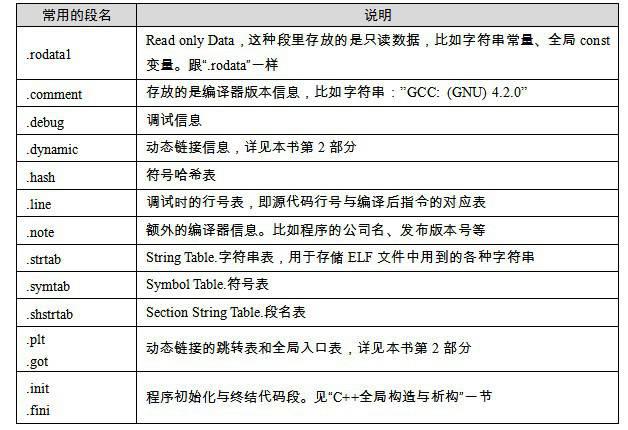 常用的段名 说明
.rodata1 Read only Data，这种段里存放的是只读数据，比如字符串常量、全局 const
变量。跟“.rodata”一样
.comment 存放的是编译器版本信息，比如字符串：”GCC: (GNU) 4.2.0”
.debug 调试信息
.dynamic 动态链接信息，详见本书第 2 部分
.hash 符号哈希表
.line 调试时的行号表，即源代码行号与编译后指令的对应表
.note 额外的编译器信息。比如程序的公司名、发布版本号等
.strtab String Table.字符串表，用于存储 ELF 文件中用到的各种字符串
.symtab Symbol Table.符号表
.shstrtab Section String Table.段名表
.plt
.got
动态链接的跳转表和全局入口表，详见本书第 2 部分
.init
.fini
程序初始化与终结代码段。见“C++全局构造与析构”一节